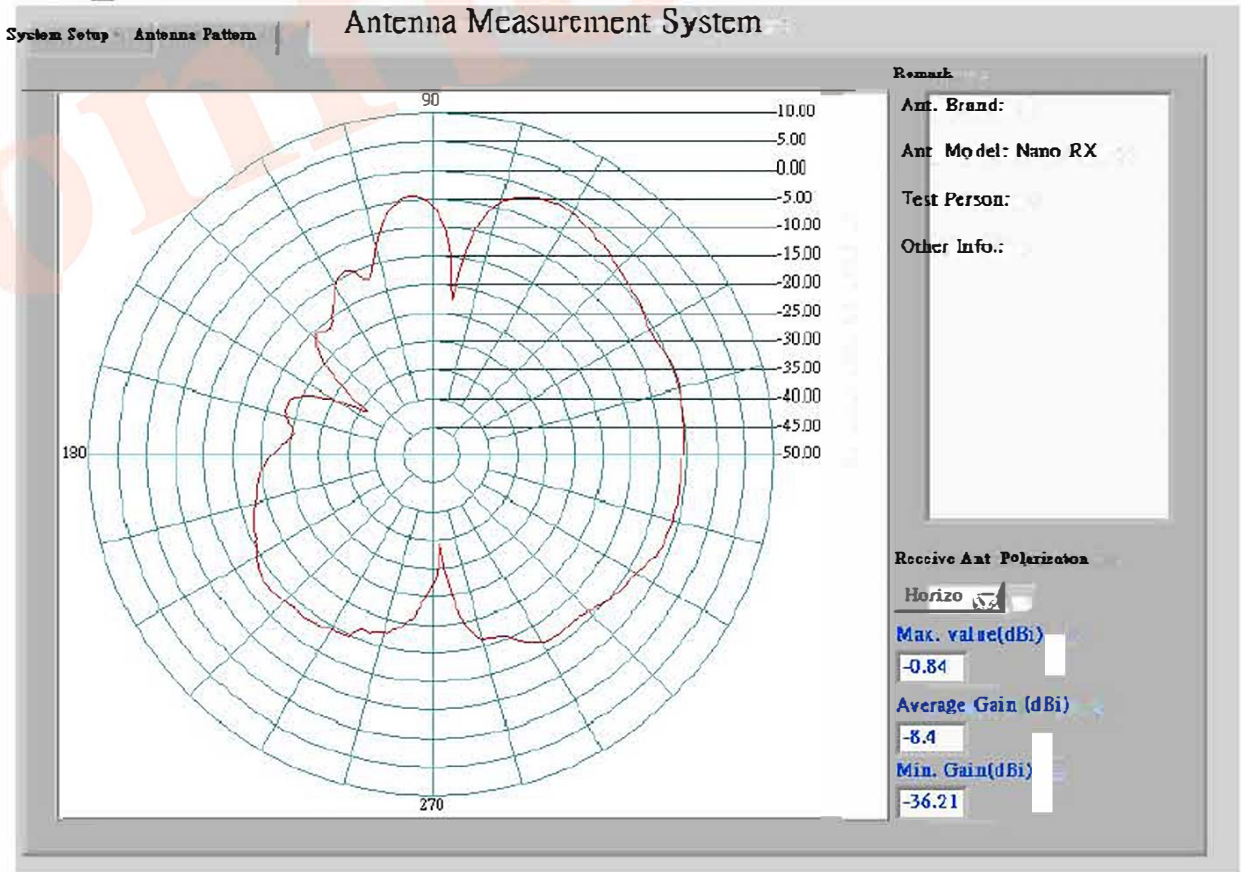 Antenna Measurement System
System Setup Antenna Pattern
90
10.00
5.00
0.00
-5.00
-10.00
-15.00
-20.00
-25.00
-30.00
-35.00
-40.00
-45.00
-50.00
180
270
Remark
Ant. Brand:
Ant Model: Nano RX
Test Person:
Other Info.:
Receive Ant Polarization
Horizo
Max. value(dBi)
-0.84
Average Gain (dBi)
-8.4
Min. Gain(dBi)
-36.21